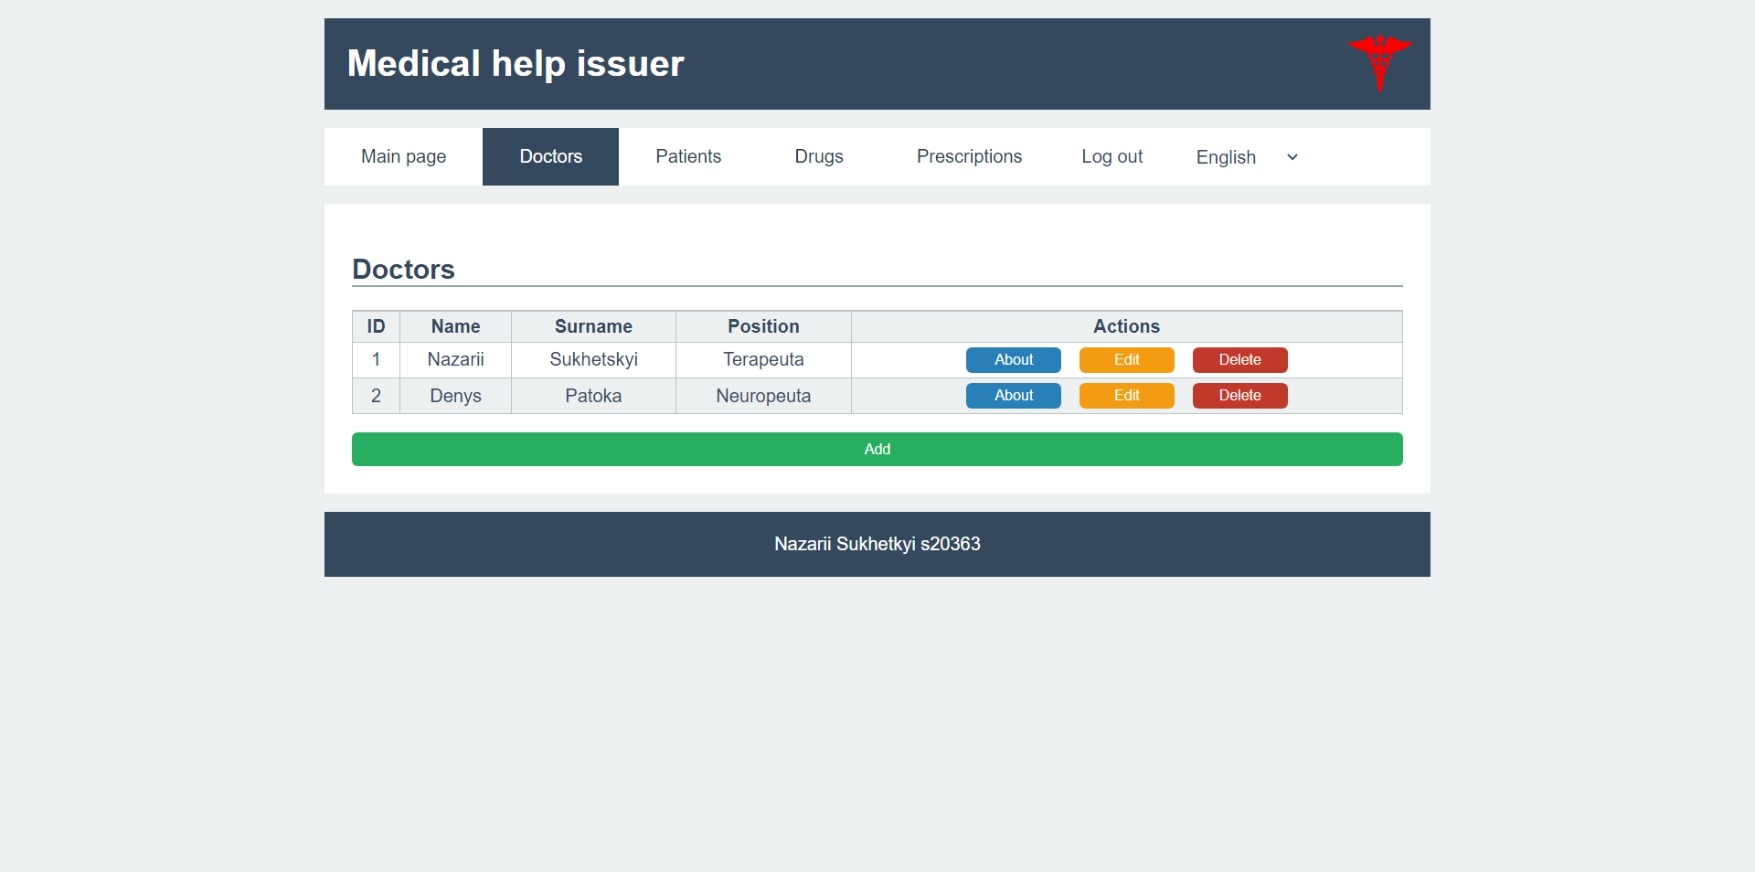 Medical help issuer
Main page Doctors Patients Drugs Prescriptions Log out English
Doctors
ID Name Surname Position Actions
1 Nazarii Sukhetskyi Terapeuta About Edit Delete
2 Denys Patoka Neuropeuta About Edit Delete
Add
Nazarii Sukhetkyi s20363